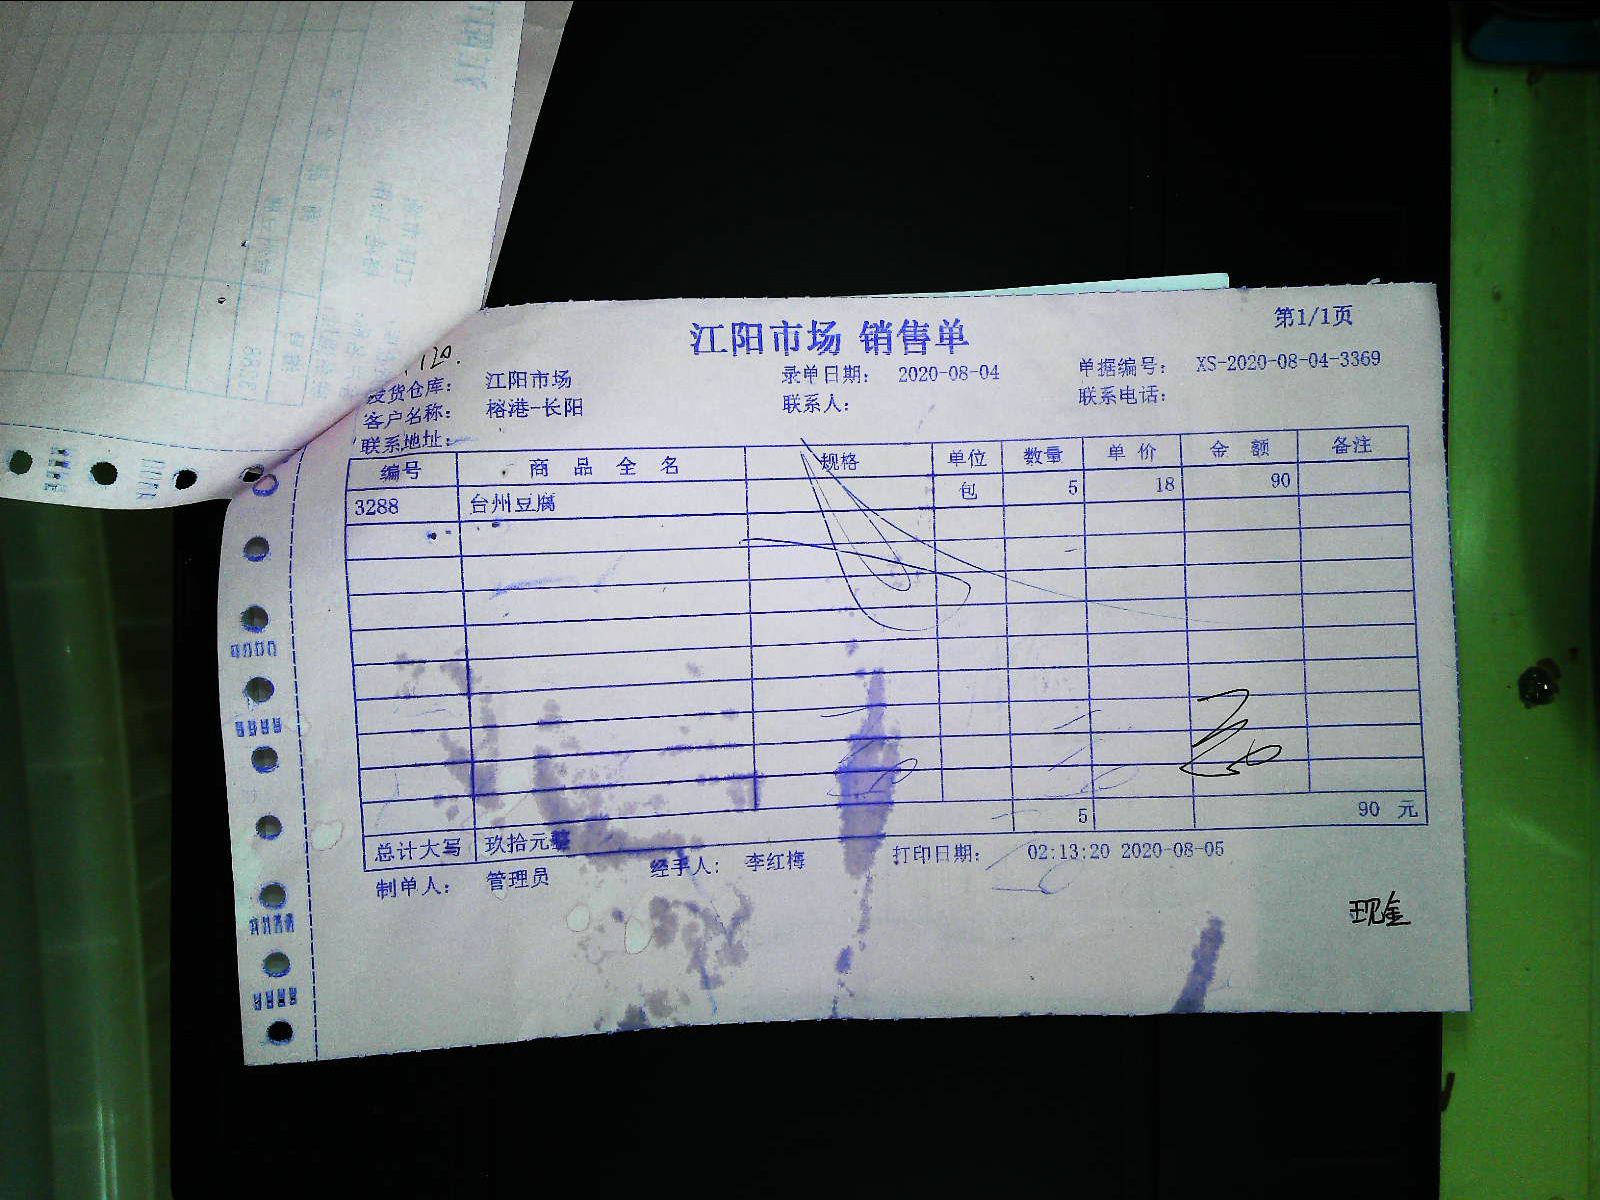 江阳市场 销售单
第1/1页
120.
发货仓库： 江阳市场 录单日期： 2020-08-04 单据编号： XS-2020-08-04-3369
客户名称： 榕港-长阳 联系人： 联系电话：
联系地址：
编号 商品全名 规格 单位 数量 单价 金额 备注
3288 台州豆腐 包 5 18 90
5 90 元
总计大写 玖拾元整
制单人： 管理员 经手人： 李红梅 打印日期： 02:13:20 2020-08-05
现金